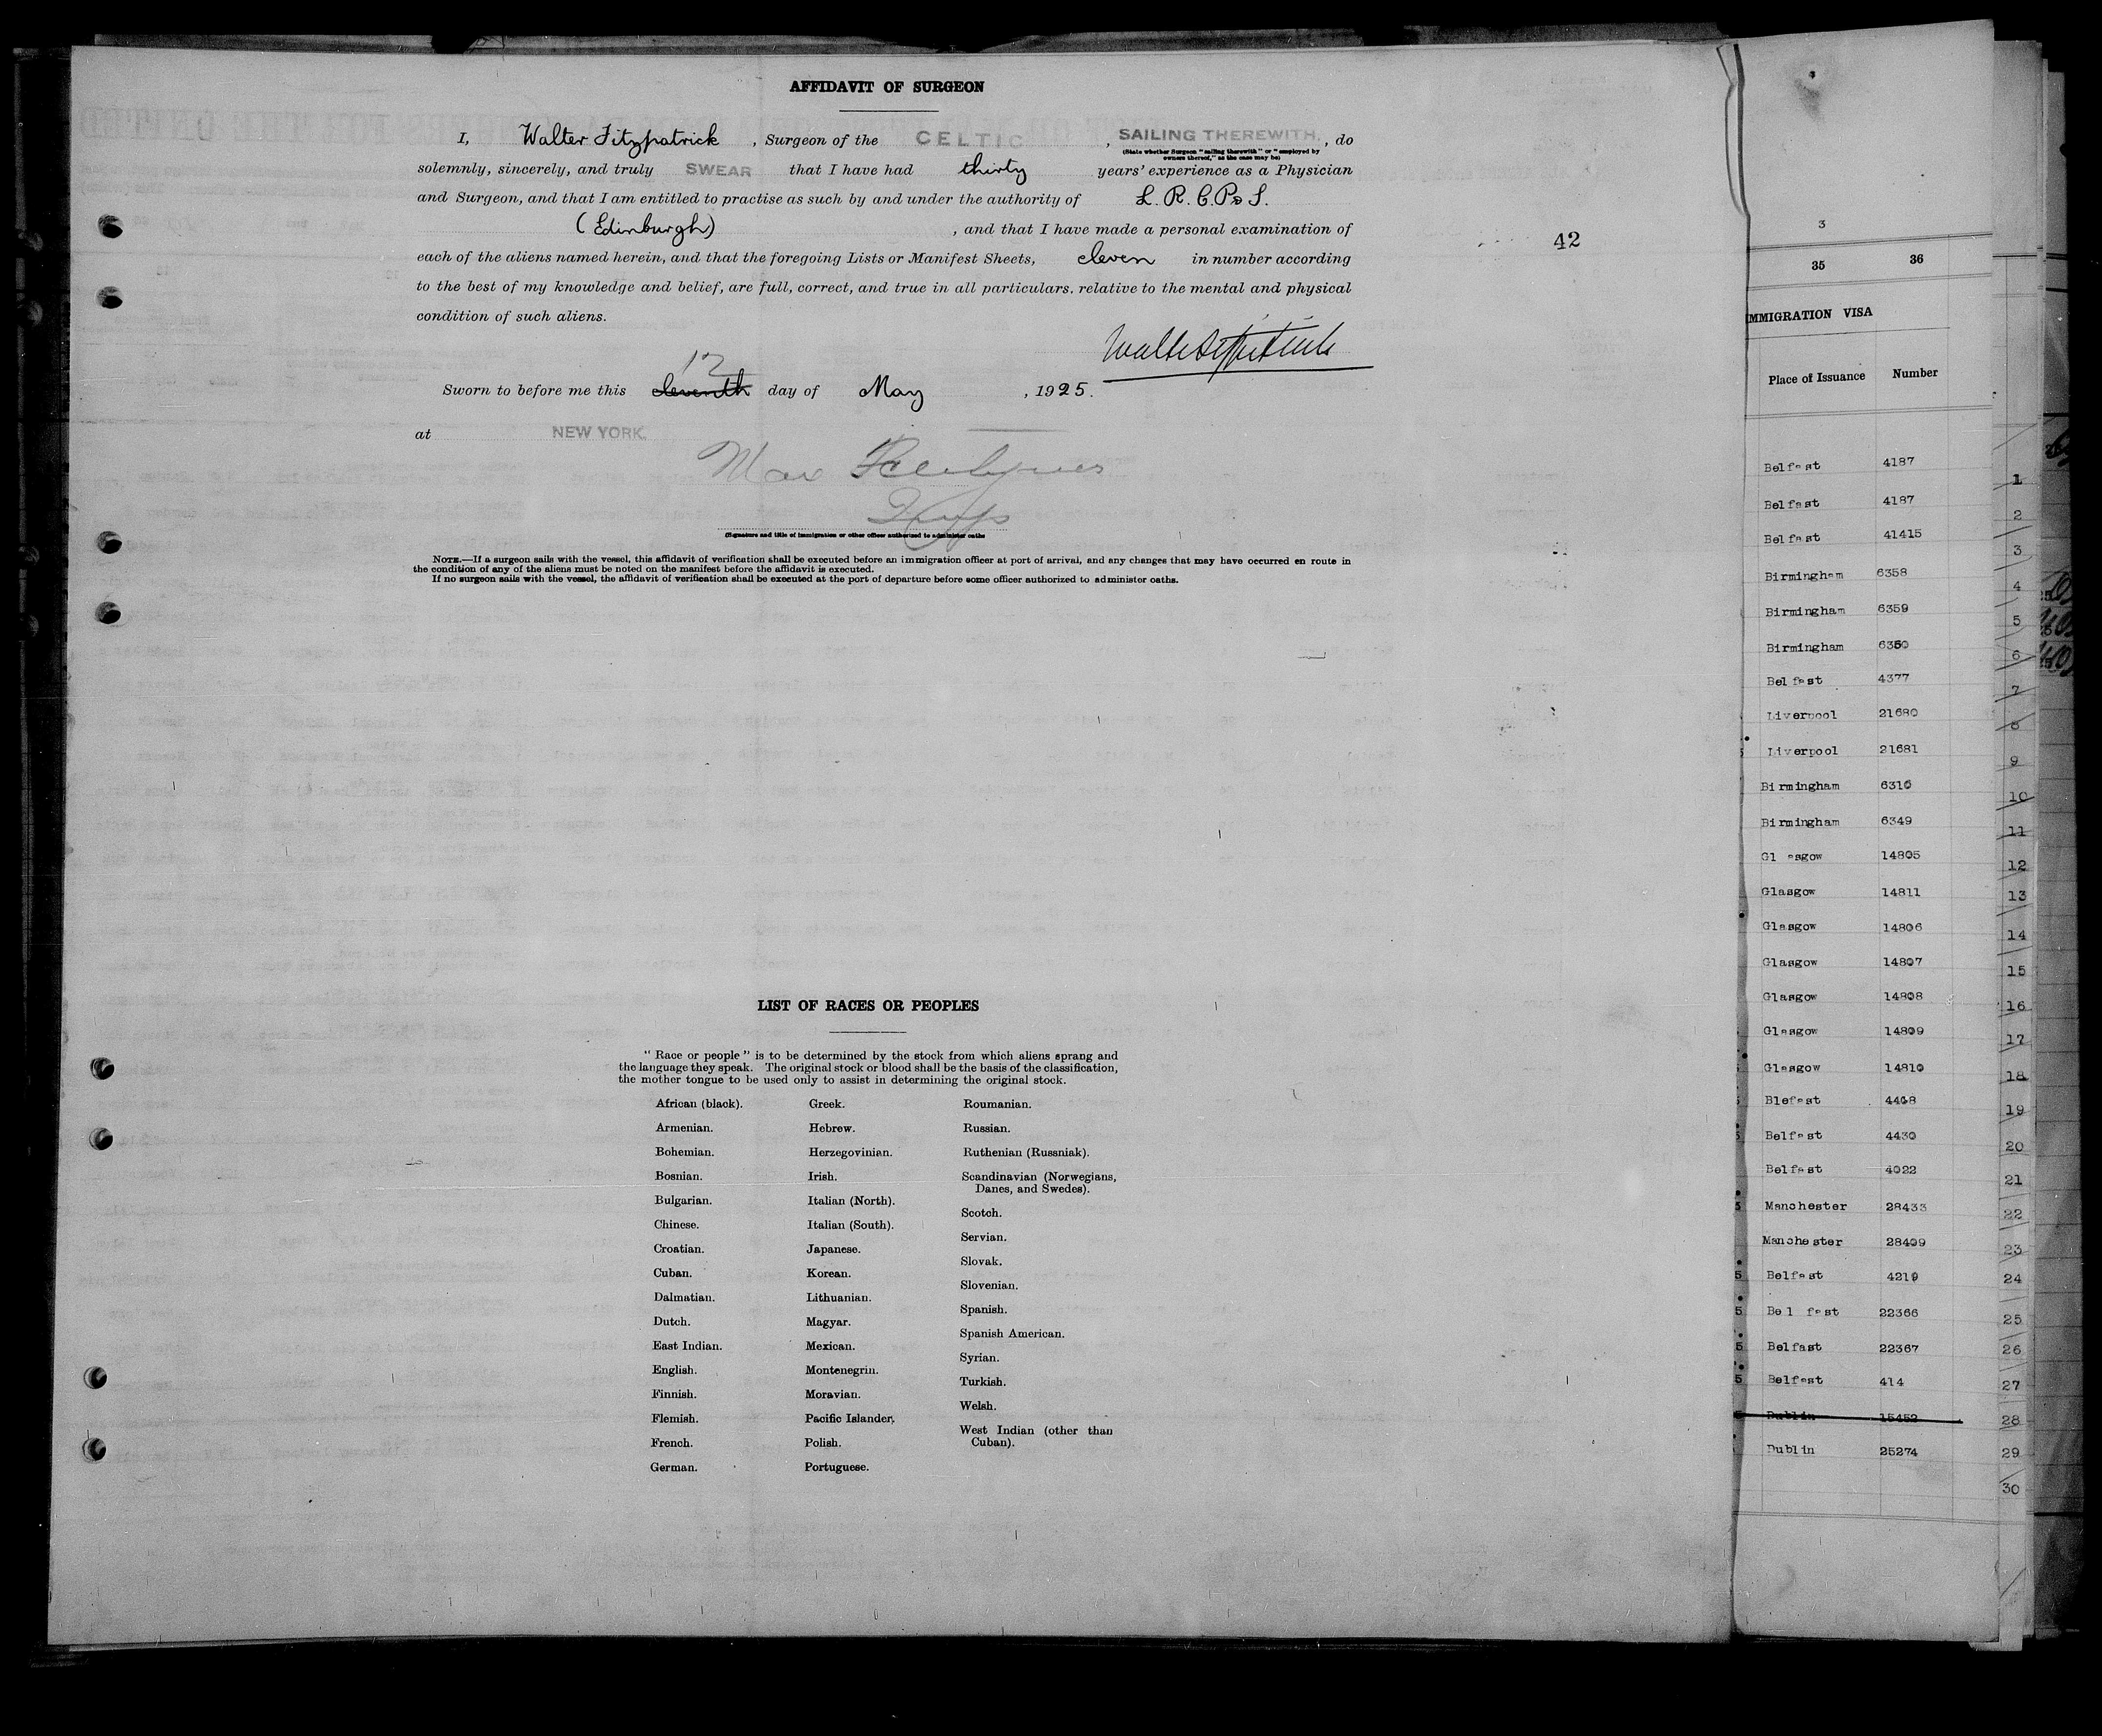 AFFIDAVIT OF SURGEON
I, Walter Fitzpatrick, Surgeon of the CELTIC, SAILING THEREWITH, do
(State whether Surgeon "sailing therewith" or "employed by
owners thereof," as the case may be)
solemnly, sincerely, and truly SWEAR that I have had thirty years' experience as a Physician
and Surgeon, and that I am entitled to practise as such by and under the authority of L. R. C. P. & S.
(Edinburgh), and that I have made a personal examination of
each of the aliens named herein, and that the foregoing Lists or Manifest Sheets, eleven in number according
to the best of my knowledge and belief, are full, correct, and true in all particulars. relative to the mental and physical
condition of such aliens.
12
Sworn to before me this eleventh day of May, 1925.
at NEW YORK.
Max
(Signature and title of immigration or other officer authorized to administer oaths
NOTE.—If a surgeon sails with the vessel, this affidavit of verification shall be executed before an immigration officer at port of arrival, and any changes that may have occurred en route in
the condition of any of the aliens must be noted on the manifest before the affidavit is executed.
If no surgeon sails with the vessel, the affidavit of verification shall be executed at the port of departure before some officer authorized to administer oaths.
42
LIST OF RACES OR PEOPLES
"Race or people" is to be determined by the stock from which aliens sprang and
the language they speak. The original stock or blood shall be the basis of the classification,
the mother tongue to be used only to assist in determining the original stock.
African (black).
Armenian.
Bohemian.
Bosnian.
Bulgarian.
Chinese.
Croatian.
Cuban.
Dalmatian.
Dutch.
East Indian.
English.
Finnish.
Flemish.
French.
German.
Greek.
Hebrew.
Herzegovinian.
Irish.
Italian (North).
Italian (South).
Japanese.
Korean.
Lithuanian.
Magyar.
Mexican.
Montenegrin.
Moravian.
Pacific Islander.
Polish.
Portuguese.
Roumanian.
Russian.
Ruthenian (Russniak).
Scandinavian (Norwegians,
Danes, and Swedes).
Scotch.
Servian.
Slovak.
Slovenian.
Spanish.
Spanish American.
Syrian.
Turkish.
Welsh.
West Indian (other than
Cuban).
3
35 36
IMMIGRATION VISA
Place of Issuance Number
Belfast 4187 1
Belfast 4187 2
Belfast 41415 3
Birmingham 6358 4
Birmingham 6359 5
Birmingham 6360 6
Belfast 4377 7
Liverpool 21680 8
Liverpool 21681 9
Birmingham 6310 10
Birmingham 6349 11
Gl asgow 14805 12
Glasgow 14811 13
Glasgow 14806 14
Glasgow 14807 15
Glasgow 14808 16
Glasgow 14809 17
Glasgow 14810 18
Blefast 4408 19
Belfast 4430 20
Belfast 4022 21
Manchester 28433 22
Manchester 28409 23
Belfast 4219 24
Bel fast 22366 25
Belfast 22367 26
Belfast 414 27
Dublin 15452 28
Dublin 25274 29
30